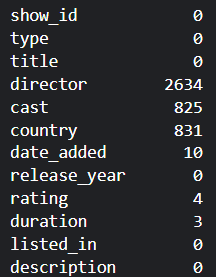 show_id 0
type 0
title 0
director 2634
cast 825
country 831
date_added 10
release_year 0
rating 4
duration 3
listed_in 0
description 0